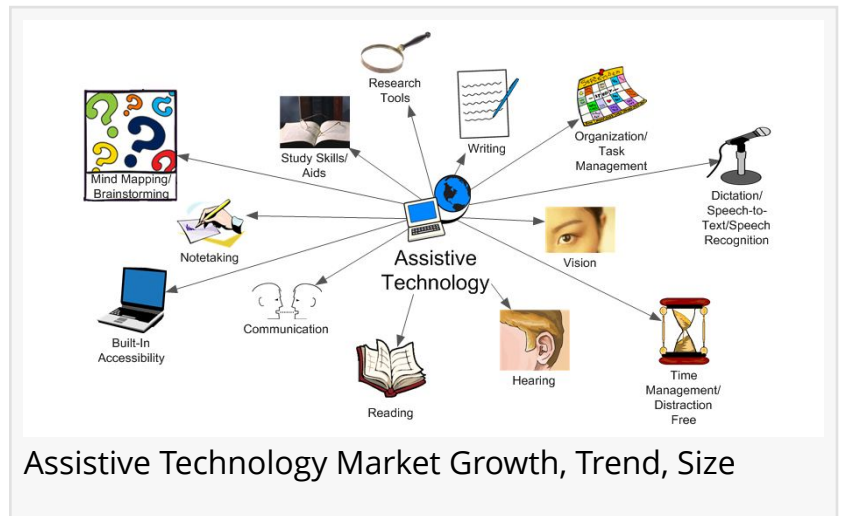 Research
Tools
Writing
Organization/
Task
Management
Study Skills/
Aids
Mind Mapping/
Brainstorming
Dictation/
Speech-to-
Text/Speech
Recognition
Notetaking
Assistive
Technology
Vision
Built-In
Accessibility
Communication
Reading
Hearing
Time
Management/
Distraction
Free
Assistive Technology Market Growth, Trend, Size